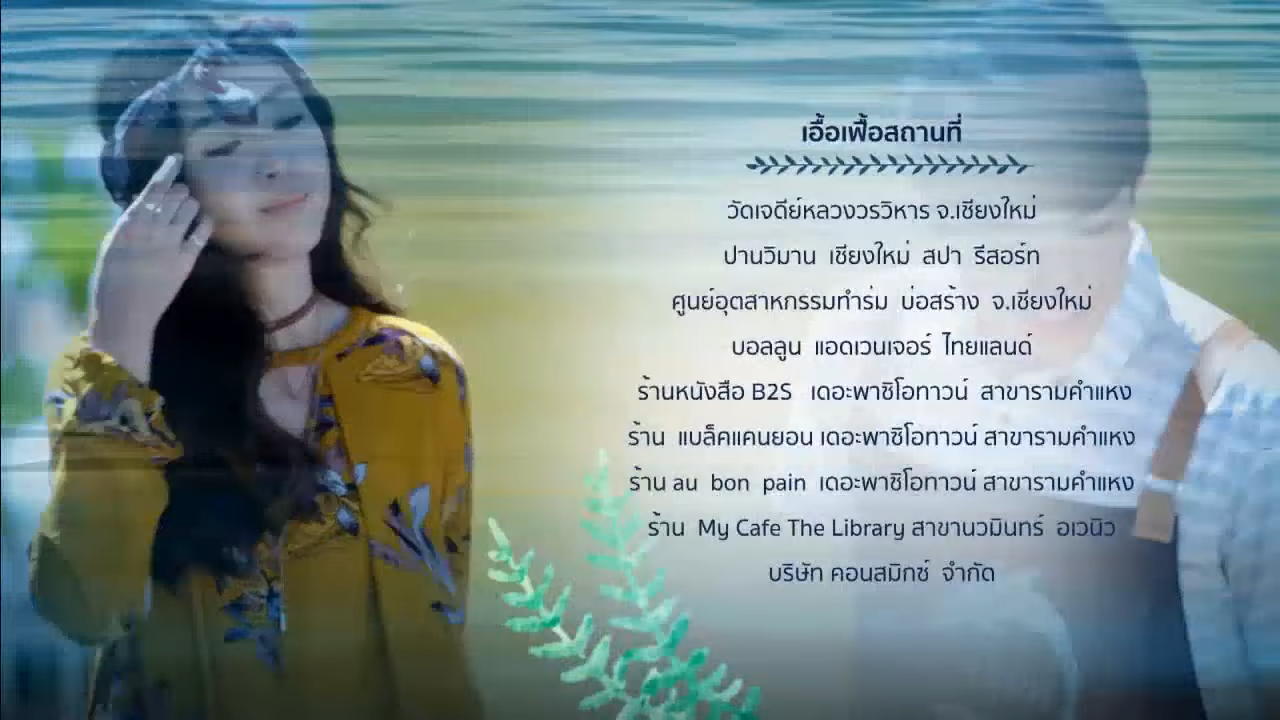 เอื้อเฟื้อสถานที่
วัดเจดีย์หลวงวรวิหาร จ.เชียงใหม่
ปานวิมาน เชียงใหม่ สปา รีสอร์ท
ศูนย์อุตสาหกรรมทำร่ม บ่อสร้าง จ.เชียงใหม่
บอลลูน แอดเวนเจอร์ ไทยแลนด์
ร้านหนังสือ B2S เดอะพาซิโอทาวน์ สาขารามคำแหง
ร้าน แบล็คแคนยอน เดอะพาซิโอทาวน์ สาขารามคำแหง
ร้าน au bon pain เดอะพาซิโอทาวน์ สาขารามคำแหง
ร้าน My Cafe The Library สาขานวมินทร์ อเวนิว
บริษัท คอนสมิกซ์ จำกัด